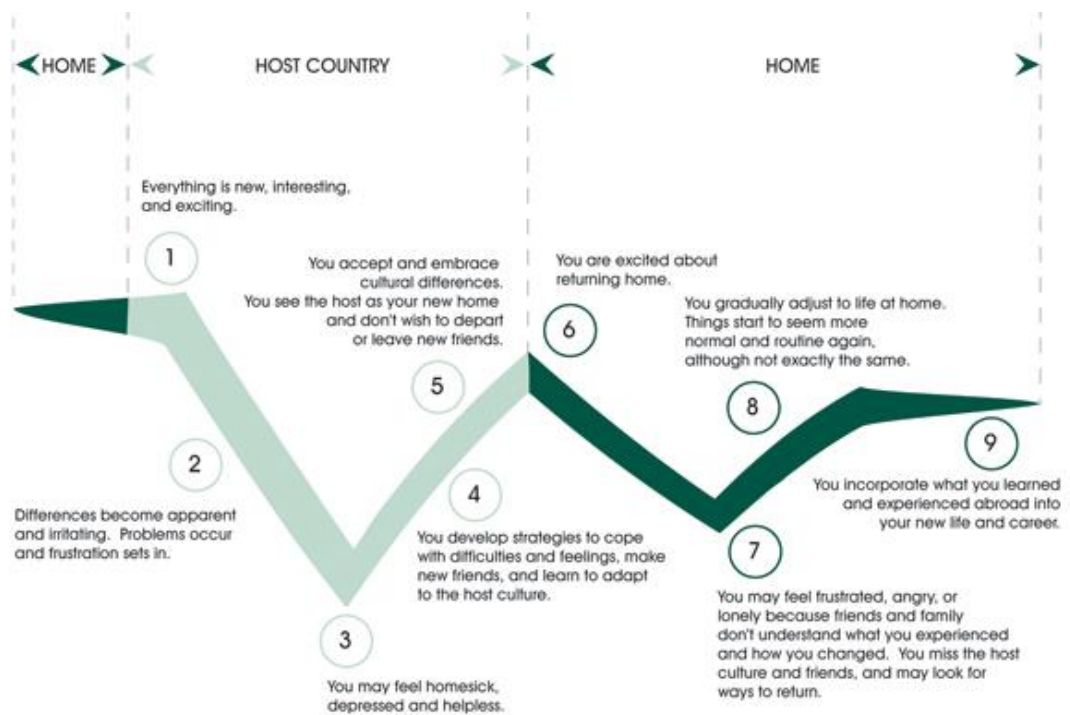 HOME
HOST COUNTRY
HOME
Everything is new, interesting,
and exciting.
1
2
Differences become apparent
and irritating. Problems occur
and frustration sets in.
3
You may feel homesick,
depressed and helpless.
4
You develop strategies to cope
with difficulties and feelings, make
new friends, and learn to adapt
to the host culture.
You accept and embrace
cultural differences.
You see the host as your new home
and don't wish to depart
or leave new friends.
5
You are excited about
returning home.
6
7
You may feel frustrated, angry, or
lonely because friends and family
don't understand what you experienced
and how you changed. You miss the host
culture and friends, and may look for
ways to return.
You gradually adjust to life at home.
Things start to seem more
normal and routine again,
although not exactly the same.
8
9
You incorporate what you learned
and experienced abroad into
your new life and career.